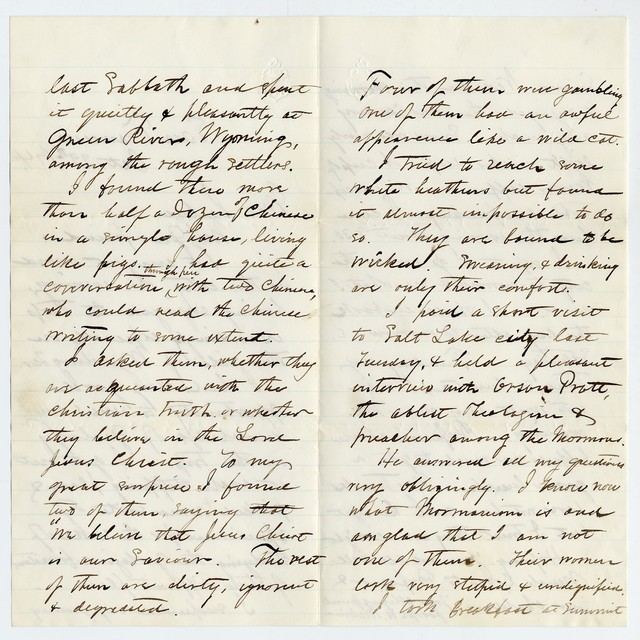 last Sabbath and spent
it quietly & pleasantly at
Green River, Wyoming,
among the rough settlers.
I found there more
than half a dozen of Chinese
in a single house, living
like pigs. I had quite a
conversation, through pen with two Chinese,
who could read the Chinese
writing to some extent.
I asked them, whether they
are acquainted with the
Christian truth, or whether
they believe in the Lord
Jesus Christ. To my
great surprise I found
two of them, saying that
"We believe that Jesus Christ
is our Saviour. The rest
of them are dirty, ignorent
& degreated.
Four of them were gambling
one of them had an awful
appearence like a wild cat.
I tried to reach some
white heathens but found
it almost impossible to do
so. They are bound to be
wicked. Swearing, & drinking
are only their comfort.
I paid a short visit
to Salt Lake city last
Tuesday, & held a pleasant
interview with Orson Pratt,
the ablest Theologine &
preacher among the Mormons.
He answered all my questions
very obligingly. I know now
what Mormanism is and
am glad that I am not
one of them. Their women
look very stupid & undignified.
I took breakfast at Summit